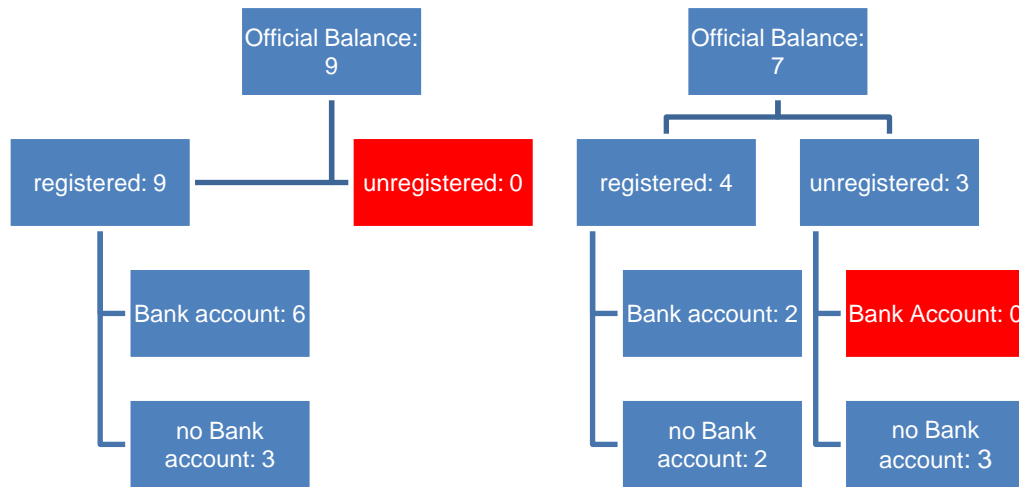 Official Balance:
9
registered: 9
unregistered: 0
Bank account: 6
no Bank
account: 3
Official Balance:
7
registered: 4
unregistered: 3
Bank account: 2
no Bank
account: 2
Bank Account: 0
no Bank
account: 3